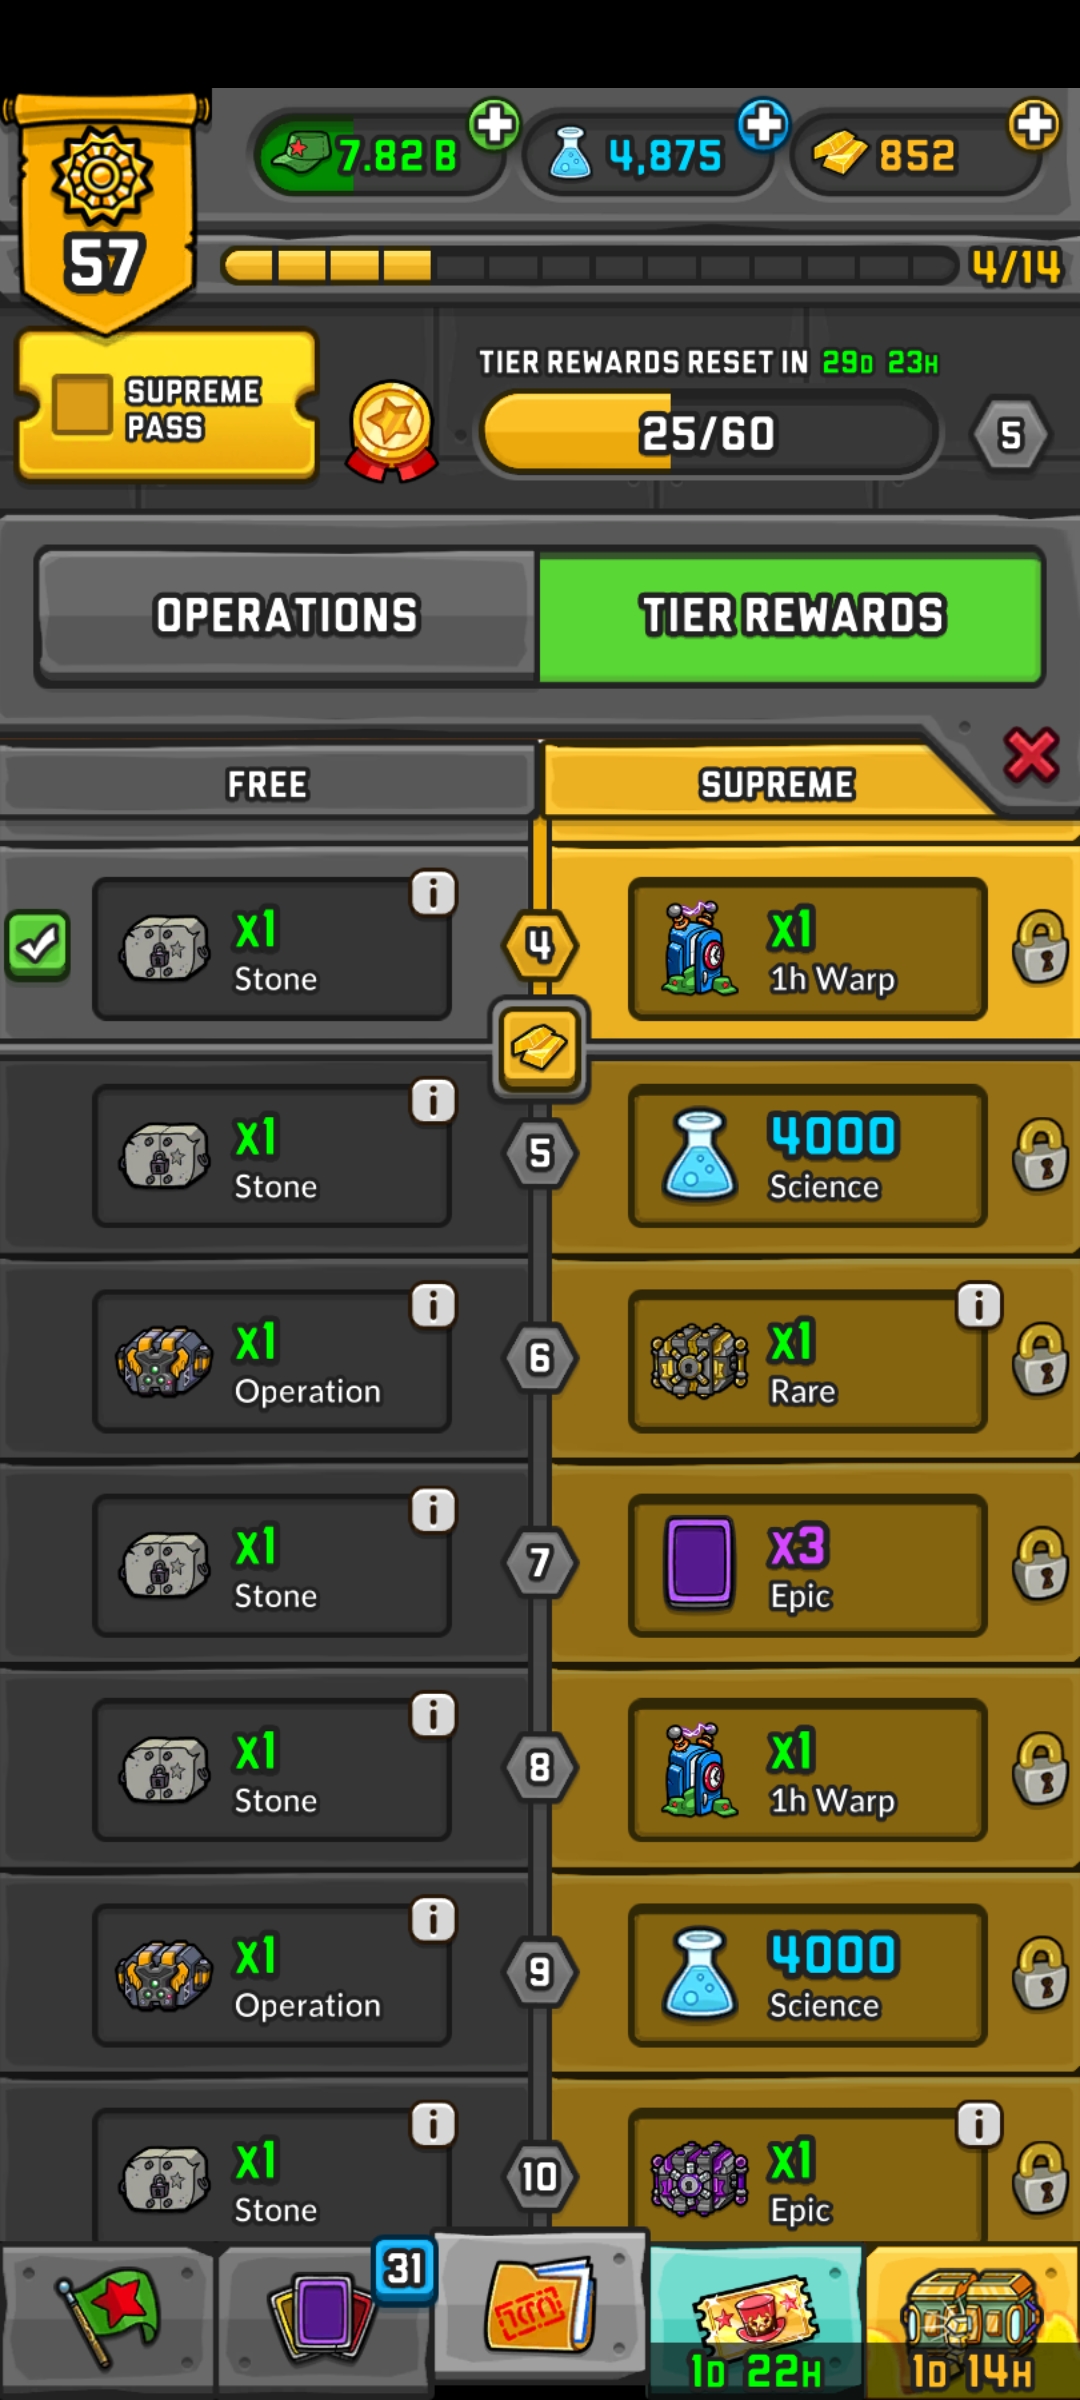 7.82 B
4,875
852
57
4/14
SUPREME
PASS
TIER REWARDS RESET IN 29D 23H
25/60
5
OPERATIONS
TIER REWARDS
FREE
SUPREME
X1
Stone
4
X1
1h Warp
X1
Stone
5
4000
Science
X1
Operation
6
X1
Rare
X1
Stone
7
X3
Epic
X1
Stone
8
X1
1h Warp
X1
Operation
9
4000
Science
X1
Stone
10
X1
Epic
31
1D 22H
1D 14H